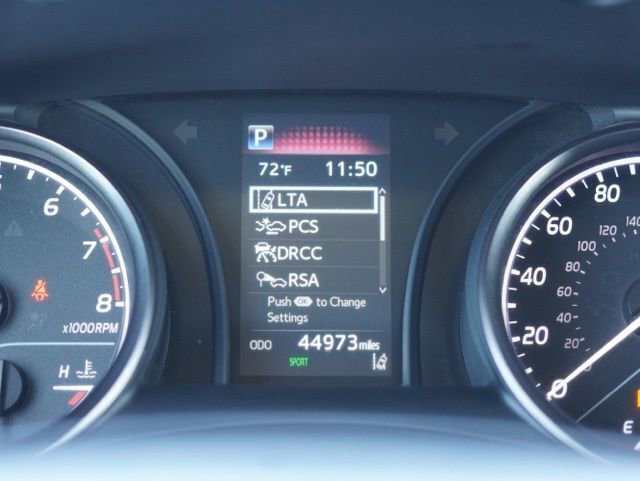 P
72°F 11:50
LTA
PCS
DRCC
RSA
Push OK to Change
Settings
ODO 44973 miles
SPORT
6
7
8
x1000RPM
H
80
60
40
20
0
140
120
100
80
60
20
E